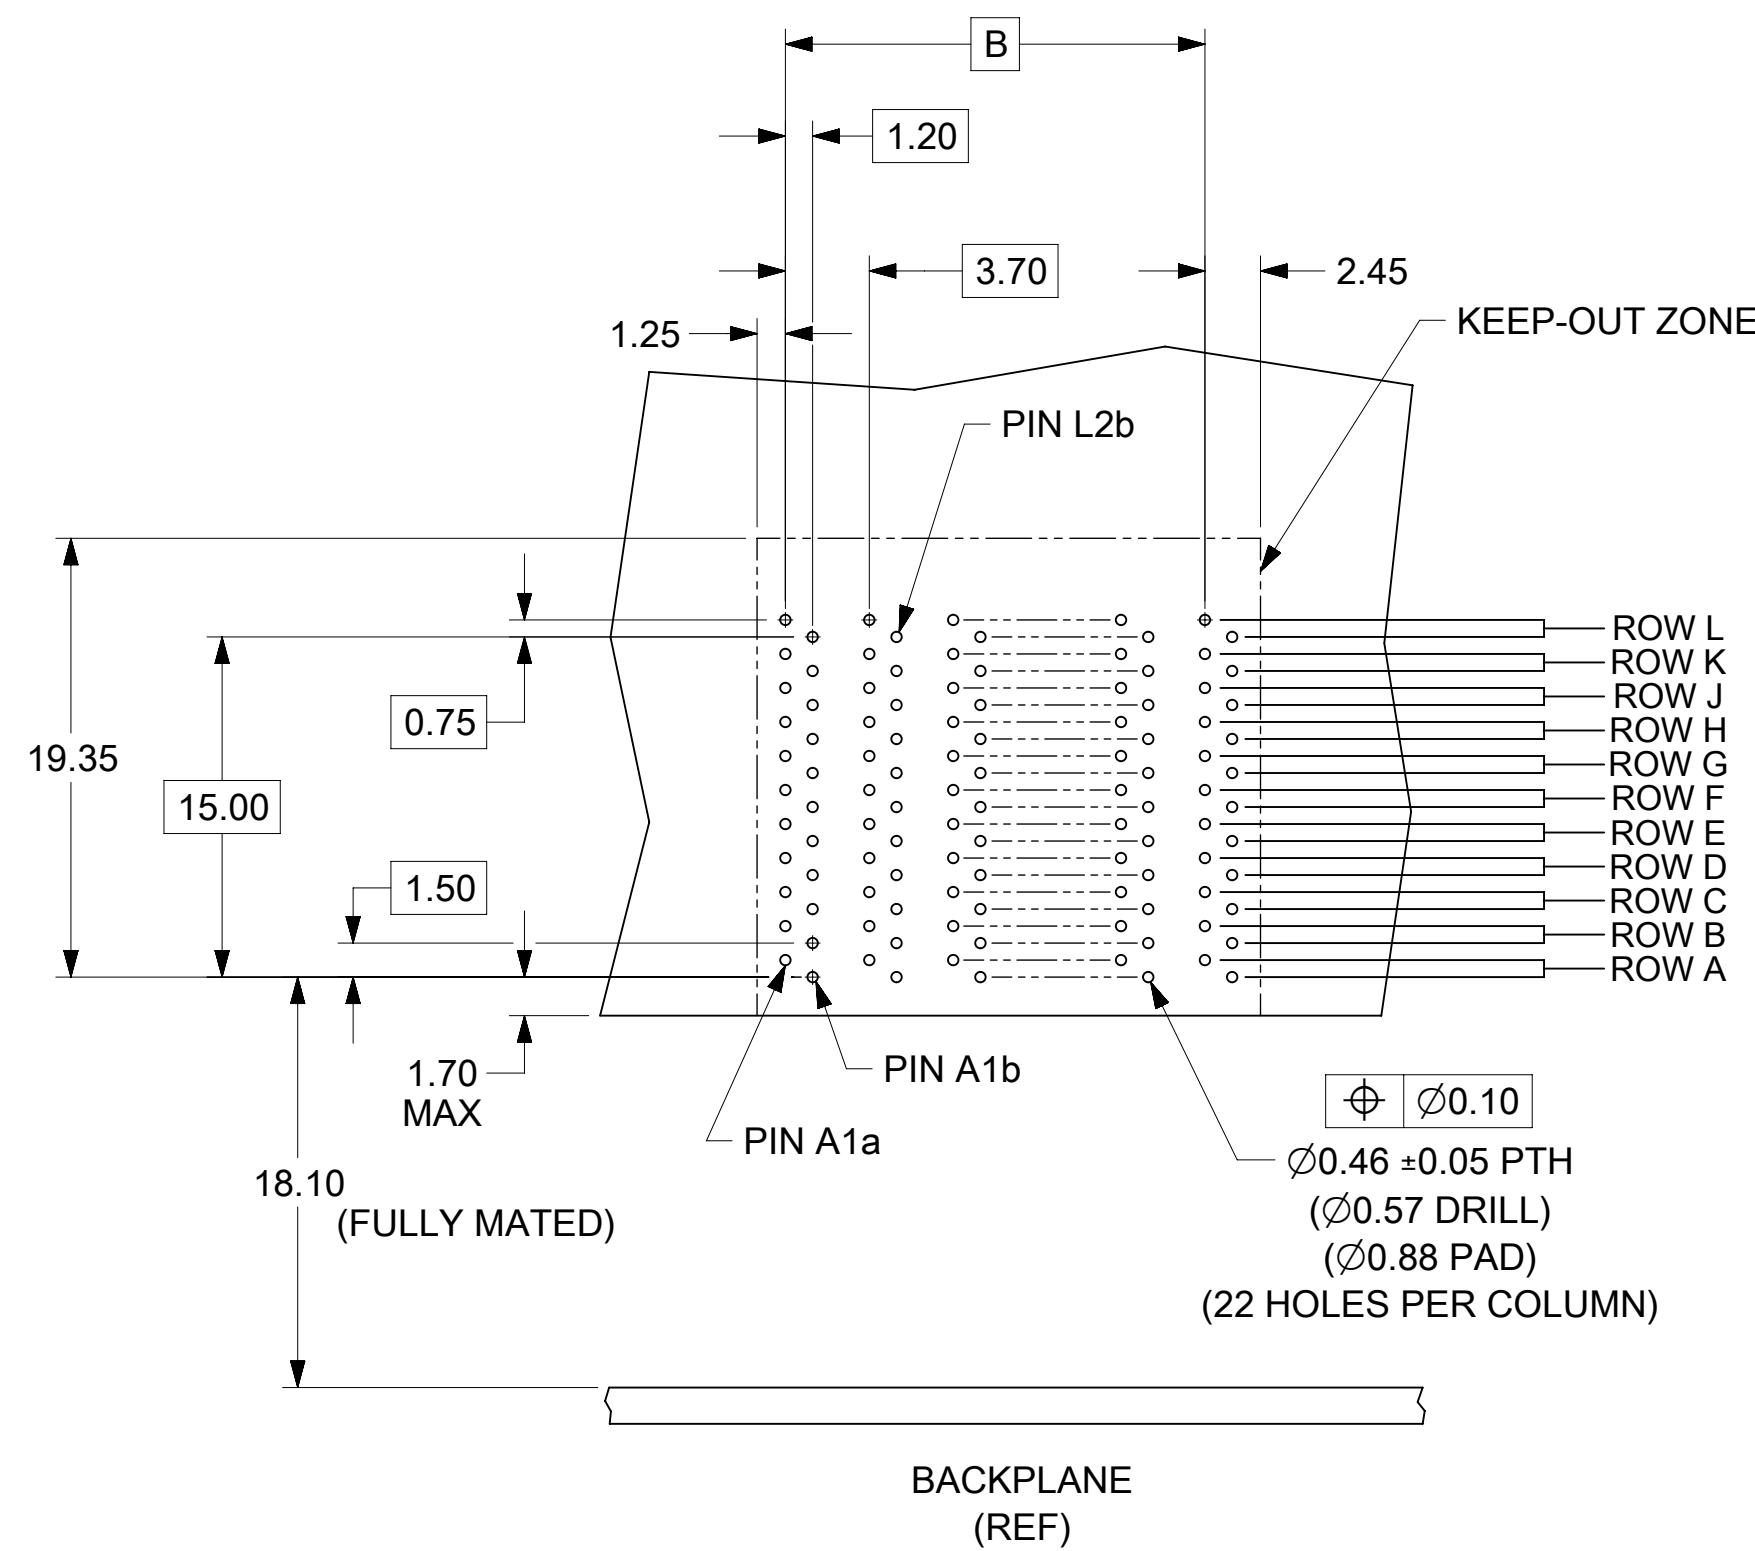 B
1.20
3.70
2.45
1.25
KEEP-OUT ZONE
PIN L2b
ROW L
ROW K
0.75
ROW J
ROW H
19.35
ROW G
15.00
ROW F
ROW E
ROW D
1.50
ROW C
ROW B
ROW A
1.70
MAX
PIN A1b
⌖ ∅0.10
PIN A1a
∅0.46 ±0.05 PTH
18.10
(FULLY MATED)
(∅0.57 DRILL)
(∅0.88 PAD)
(22 HOLES PER COLUMN)
BACKPLANE
(REF)